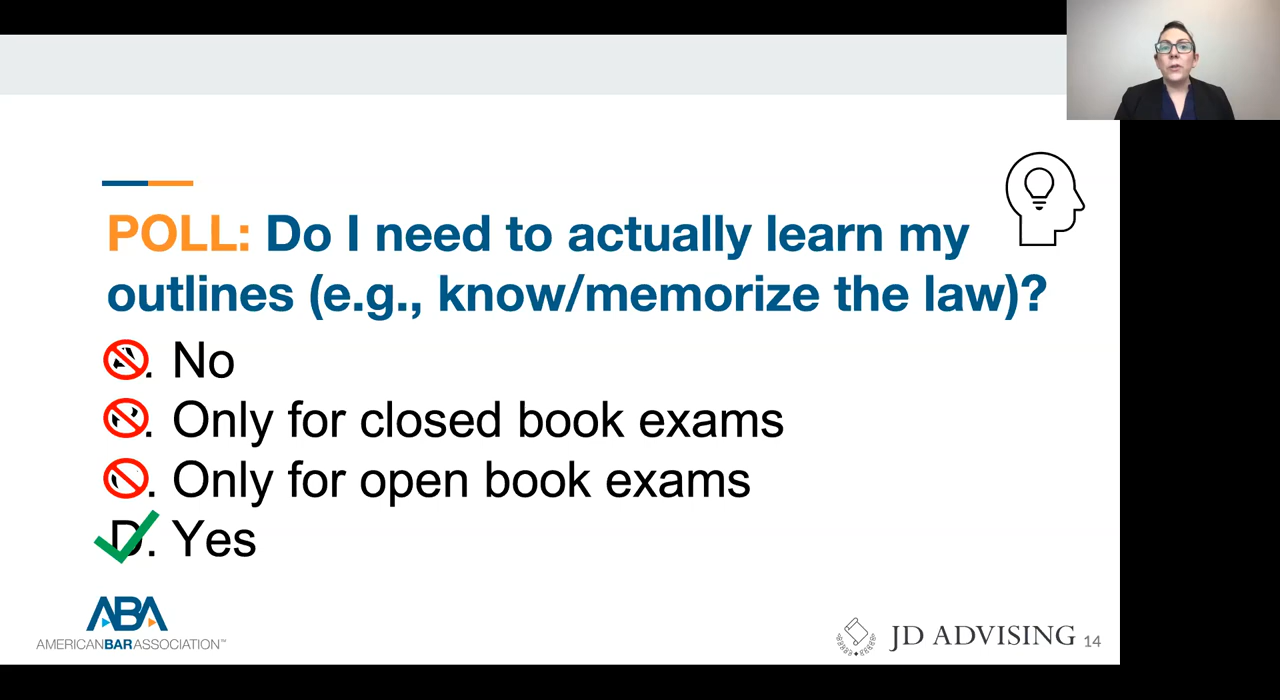 POLL: Do I need to actually learn my
outlines (e.g., know/memorize the law)?
. No
. Only for closed book exams
. Only for open book exams
D. Yes
ABA
AMERICANBARASSOCIATION™
JD ADVISING 14